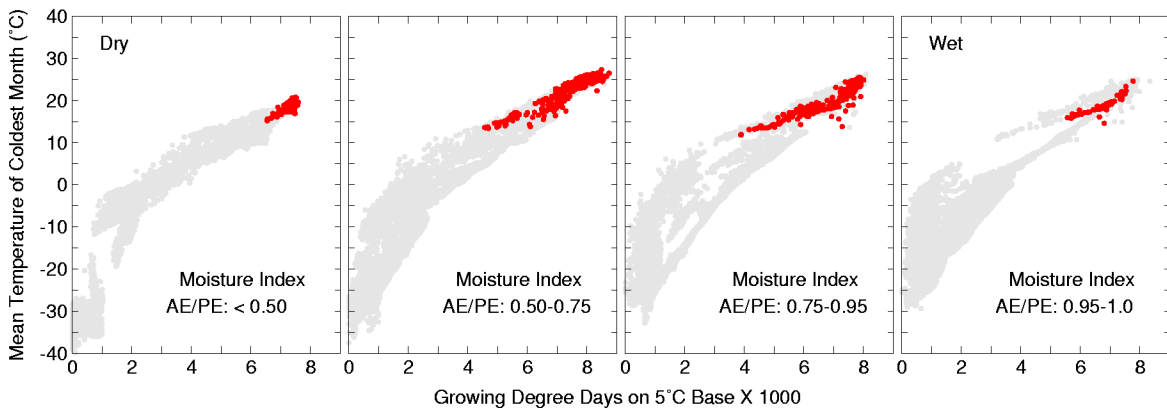 Mean Temperature of Coldest Month (˚C)
40
30
20
10
0
-10
-20
-30
-40
Dry
Moisture Index
AE/PE: < 0.50
0 2 4 6 8
Moisture Index
AE/PE: 0.50-0.75
0 2 4 6 8
Moisture Index
AE/PE: 0.75-0.95
0 2 4 6 8
Wet
Moisture Index
AE/PE: 0.95-1.0
0 2 4 6 8
Growing Degree Days on 5˚C Base X 1000